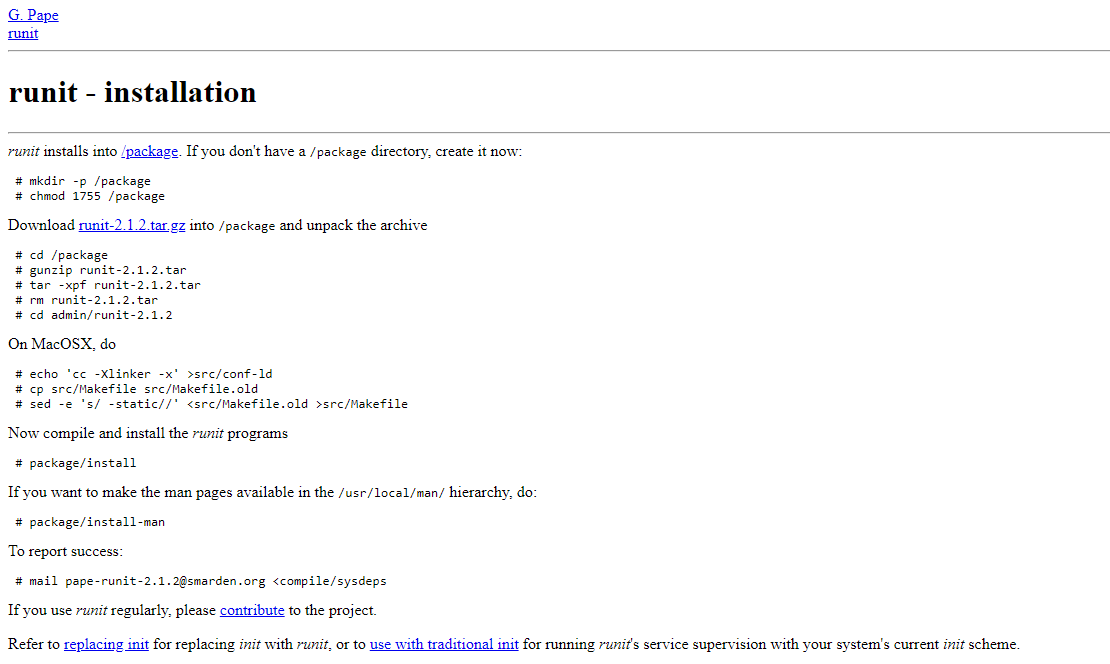 G. Pape
runit
runit - installation
runit installs into /package. If you don't have a /package directory, create it now:
# mkdir -p /package
# chmod 1755 /package
Download runit-2.1.2.tar.gz into /package and unpack the archive
# cd /package
# gunzip runit-2.1.2.tar
# tar -xpf runit-2.1.2.tar
# rm runit-2.1.2.tar
# cd admin/runit-2.1.2
On MacOSX, do
# echo 'cc -Xlinker -x' >src/conf-ld
# cp src/Makefile src/Makefile.old
# sed -e 's/ -static//' <src/Makefile.old >src/Makefile
Now compile and install the runit programs
# package/install
If you want to make the man pages available in the /usr/local/man/ hierarchy, do:
# package/install-man
To report success:
# mail pape-runit-2.1.2@smarden.org <compile/sysdeps
If you use runit regularly, please contribute to the project.
Refer to replacing init for replacing init with runit, or to use with traditional init for running runit's service supervision with your system's current init scheme.